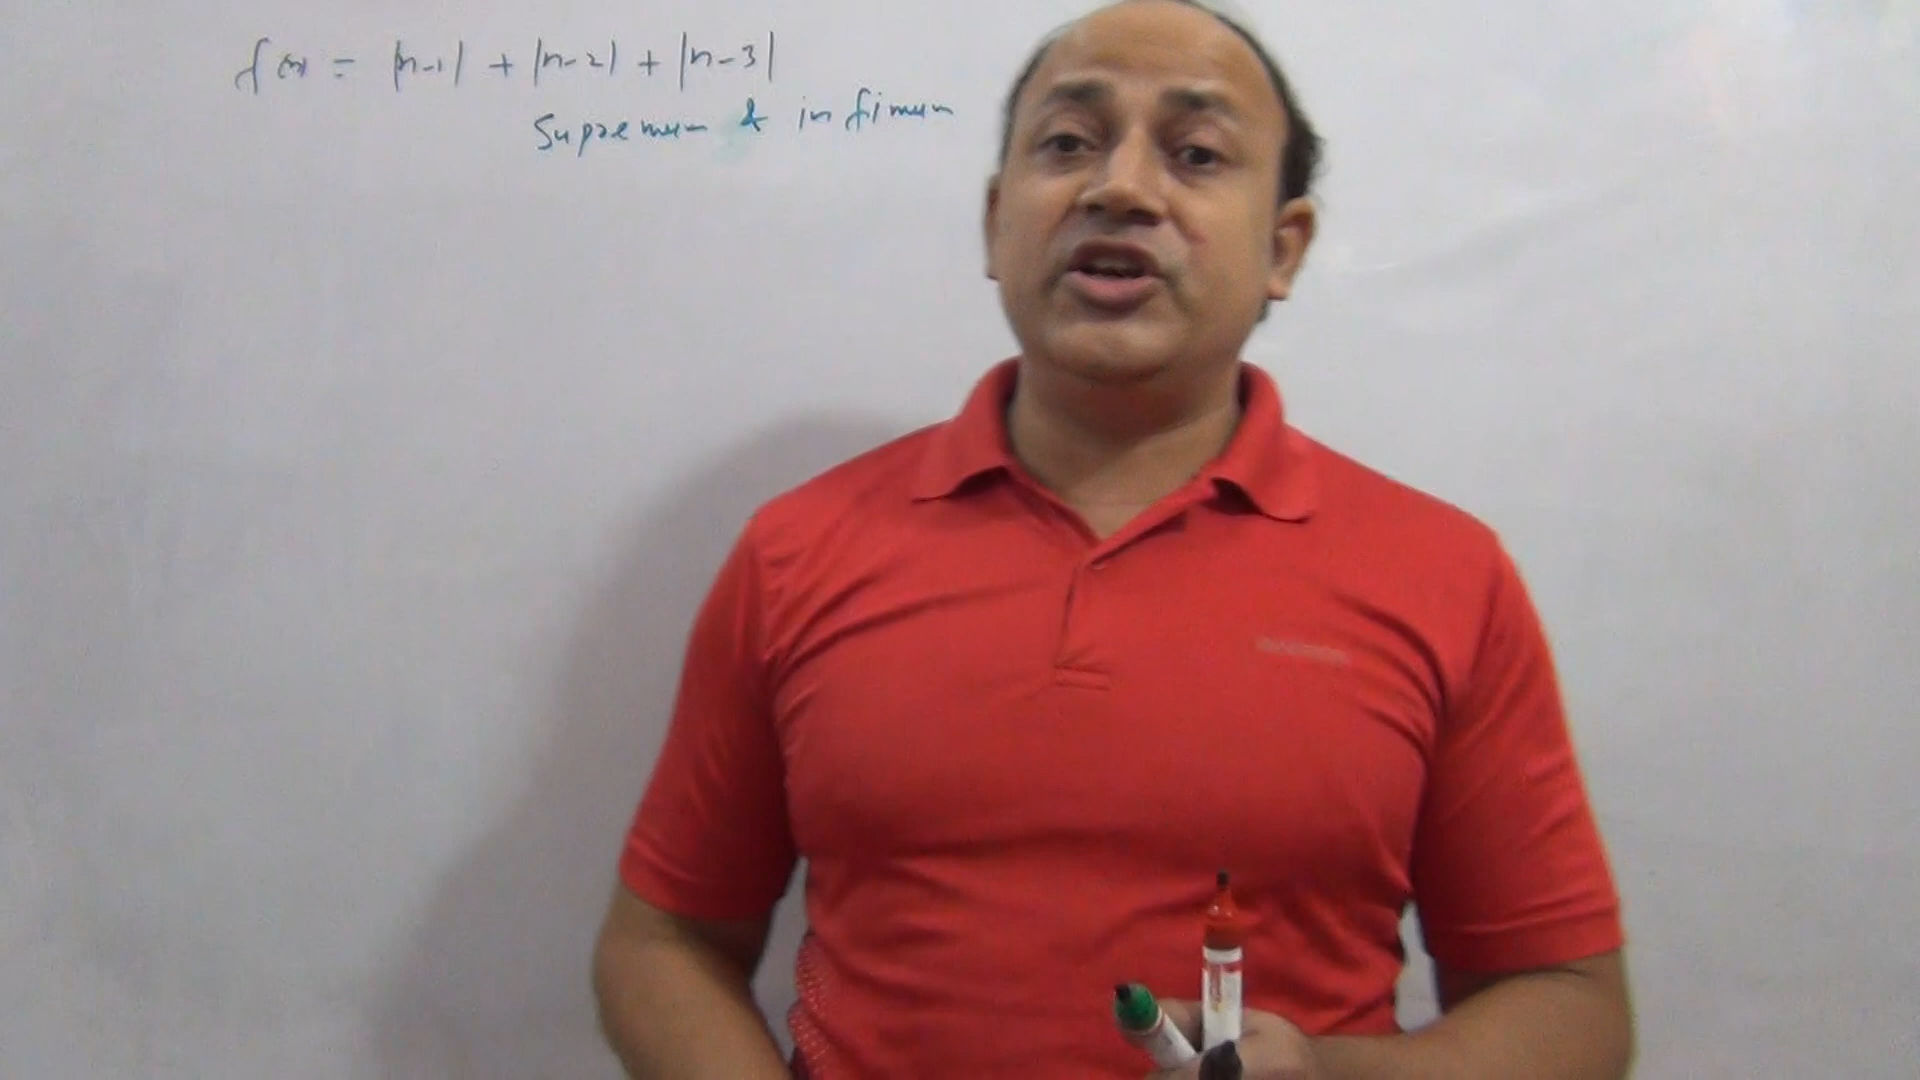 f(x) = |x-1| + |x-2| + |x-3|
Supremum & infimum